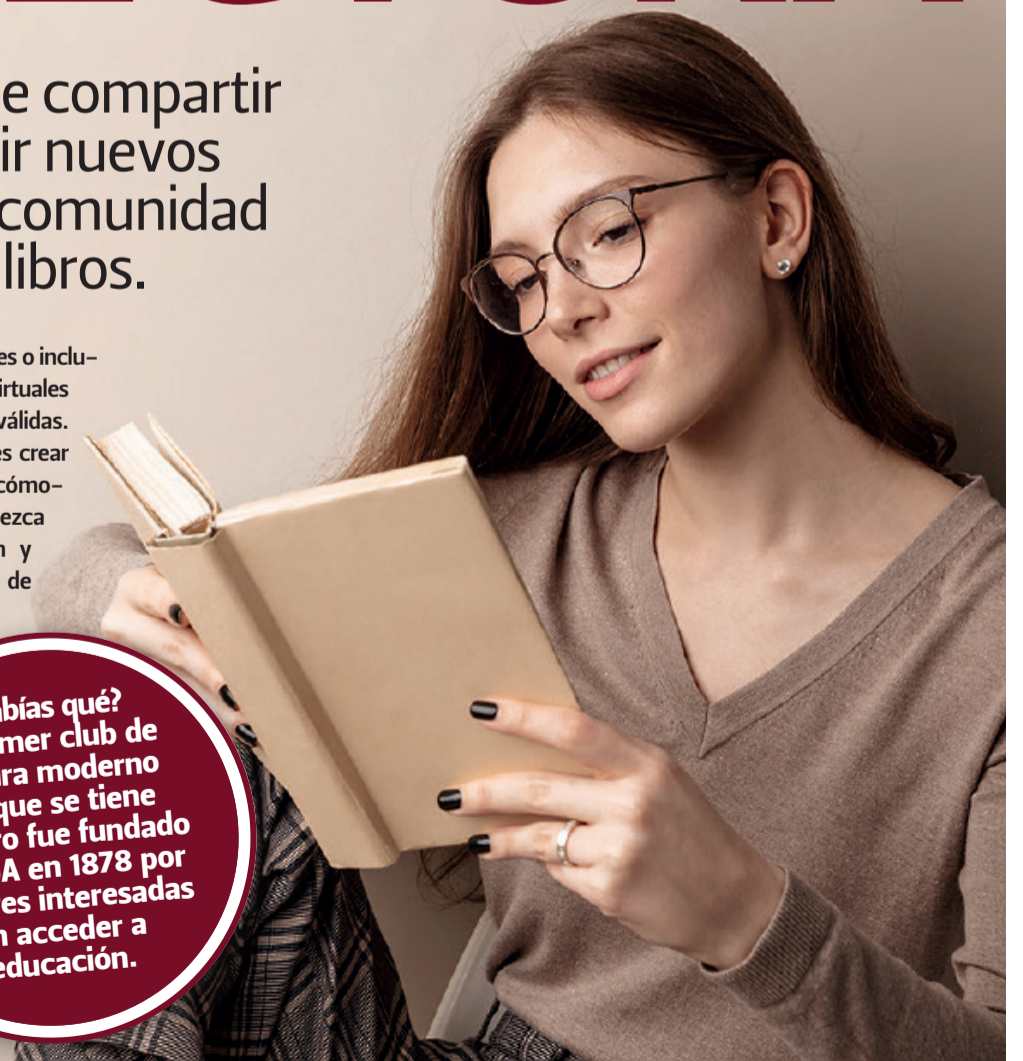 e compartir
ir nuevos
comunidad
libros.
es o inclu-
irtuales
válidas.
es crear
cómo-
ezca
n y
de
bías qué?
mer club de
ra moderno
que se tiene
o fue fundado
A en 1878 por
es interesadas
n acceder a
educación.